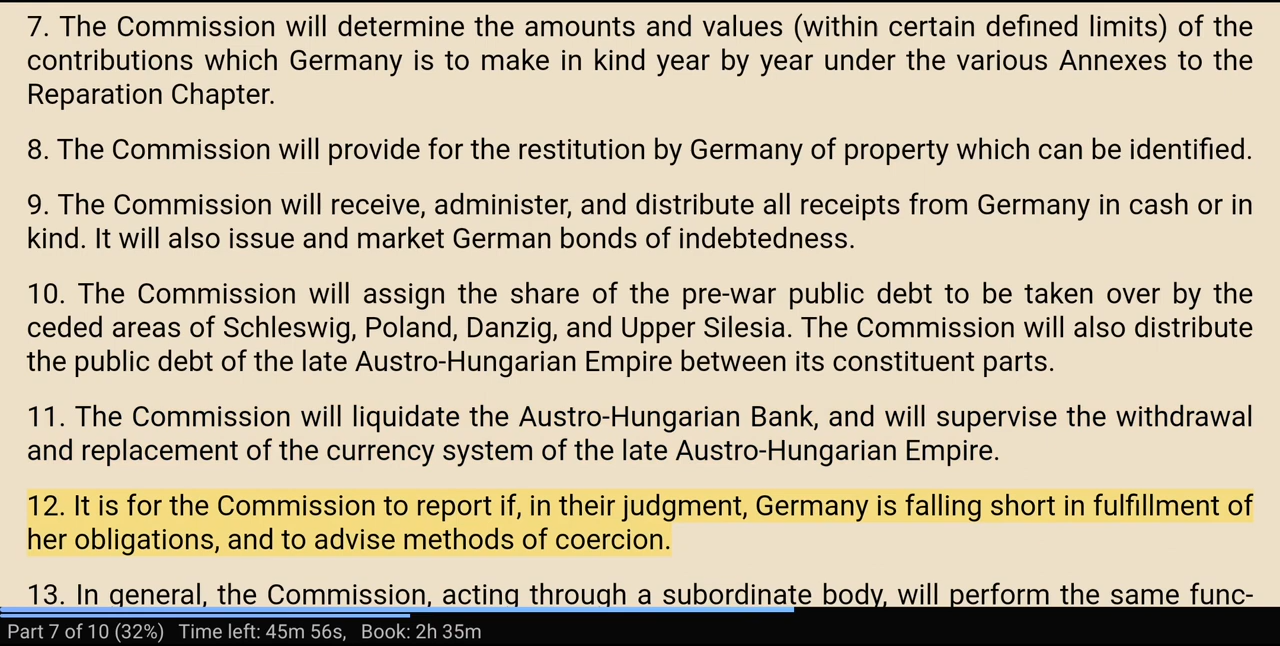 7. The Commission will determine the amounts and values (within certain defined limits) of the
contributions which Germany is to make in kind year by year under the various Annexes to the
Reparation Chapter.
8. The Commission will provide for the restitution by Germany of property which can be identified.
9. The Commission will receive, administer, and distribute all receipts from Germany in cash or in
kind. It will also issue and market German bonds of indebtedness.
10. The Commission will assign the share of the pre-war public debt to be taken over by the
ceded areas of Schleswig, Poland, Danzig, and Upper Silesia. The Commission will also distribute
the public debt of the late Austro-Hungarian Empire between its constituent parts.
11. The Commission will liquidate the Austro-Hungarian Bank, and will supervise the withdrawal
and replacement of the currency system of the late Austro-Hungarian Empire.
12. It is for the Commission to report if, in their judgment, Germany is falling short in fulfillment of
her obligations, and to advise methods of coercion.
13. In general, the Commission, acting through a subordinate body, will perform the same func-
Part 7 of 10 (32%) Time left: 45m 56s, Book: 2h 35m